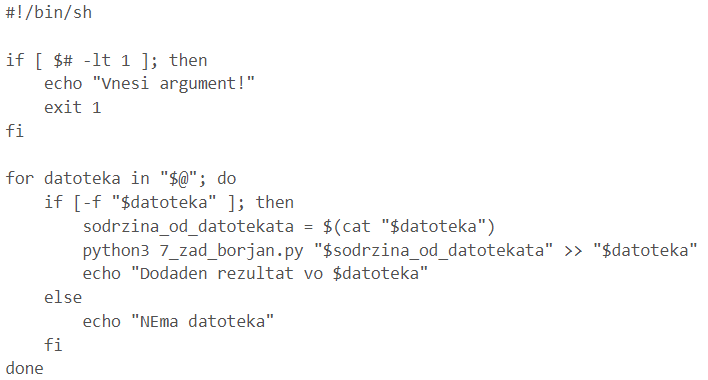 #!/bin/sh

if [ $# -lt 1 ]; then
    echo "Vnesi argument!"
    exit 1
fi

for datoteka in "$@"; do
    if [-f "$datoteka" ]; then
        sodrzina_od_datotekata = $(cat "$datoteka")
        python3 7_zad_borjan.py "$sodrzina_od_datotekata" >> "$datoteka"
        echo "Dodaden rezultat vo $datoteka"
    else
        echo "NEma datoteka"
    fi
done